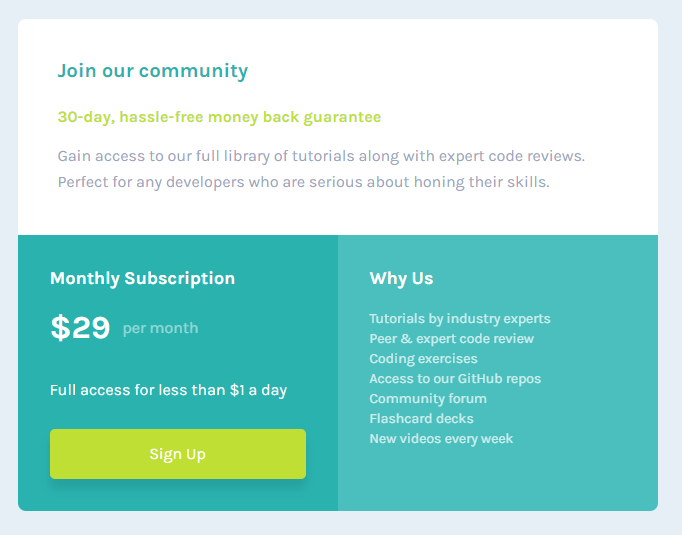 Join our community
30-day, hassle-free money back guarantee
Gain access to our full library of tutorials along with expert code reviews.
Perfect for any developers who are serious about honing their skills.
Monthly Subscription
$29 per month
Full access for less than $1 a day
Sign Up
Why Us
Tutorials by industry experts
Peer & expert code review
Coding exercises
Access to our GitHub repos
Community forum
Flashcard decks
New videos every week